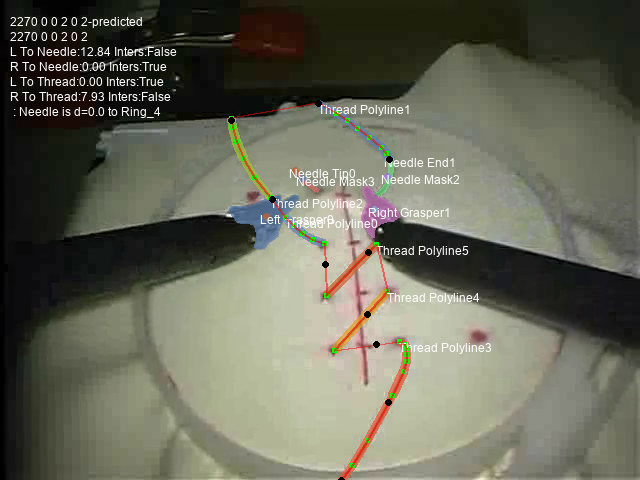 2270 0 0 2 0 2-predicted
2270 0 0 2 0 2
L To Needle:12.84 Inters:False
R To Needle:0.00 Inters:True
L To Thread:0.00 Inters:True
R To Thread:7.93 Inters:False
: Needle is d=0.0 to Ring_4
Thread Polyline1
Needle End1
Needle Tip0
Needle Mask3
Needle Mask2
Thread Polyline2
Right Grasper1
Left Grasper0
Thread Polyline0
Thread Polyline5
Thread Polyline4
Thread Polyline3